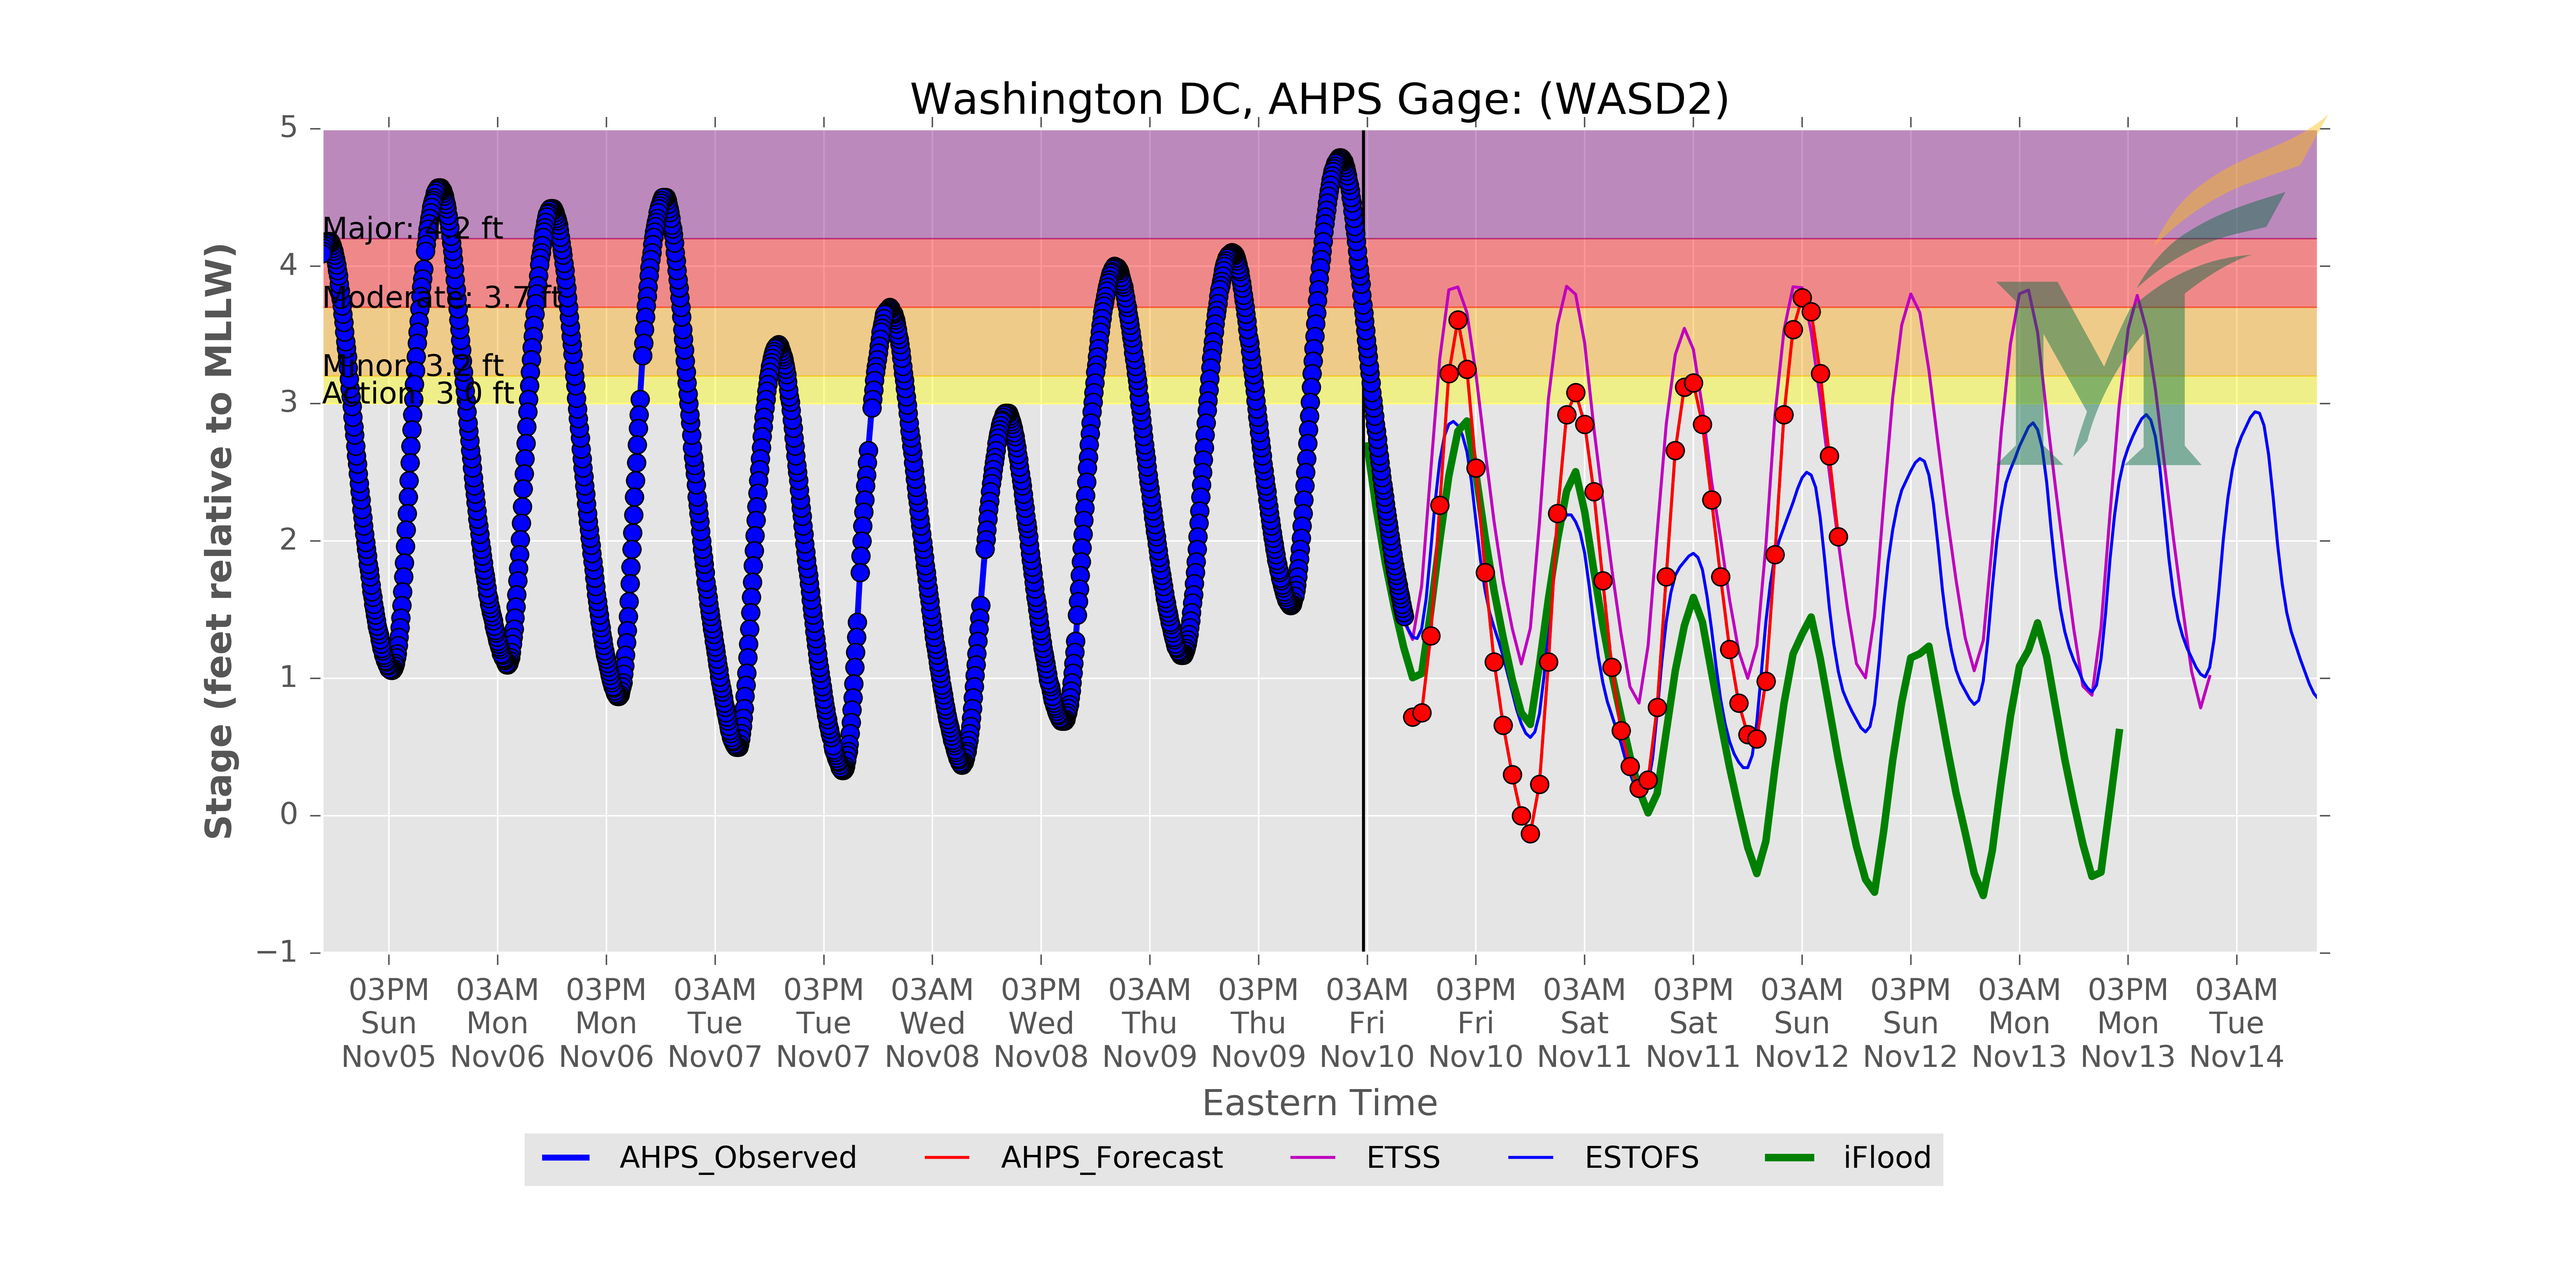 Washington DC, AHPS Gage: (WASD2)
Stage (feet relative to MLLW)
5
4
3
2
1
0
−1
Major: 4.2 ft
Moderate: 3.7 ft
Minor: 3.2 ft
Action: 3.0 ft
M
03PM 03AM 03PM 03AM 03PM 03AM 03PM 03AM 03PM 03AM 03PM 03AM 03PM 03AM 03PM 03AM 03PM 03AM
Sun Mon Mon Tue Tue Wed Wed Thu Thu Fri Fri Sat Sat Sun Sun Mon Mon Tue
Nov05 Nov06 Nov06 Nov07 Nov07 Nov08 Nov08 Nov09 Nov09 Nov10 Nov10 Nov11 Nov11 Nov12 Nov12 Nov13 Nov13 Nov14
Eastern Time
AHPS_Observed AHPS_Forecast ETSS ESTOFS iFlood